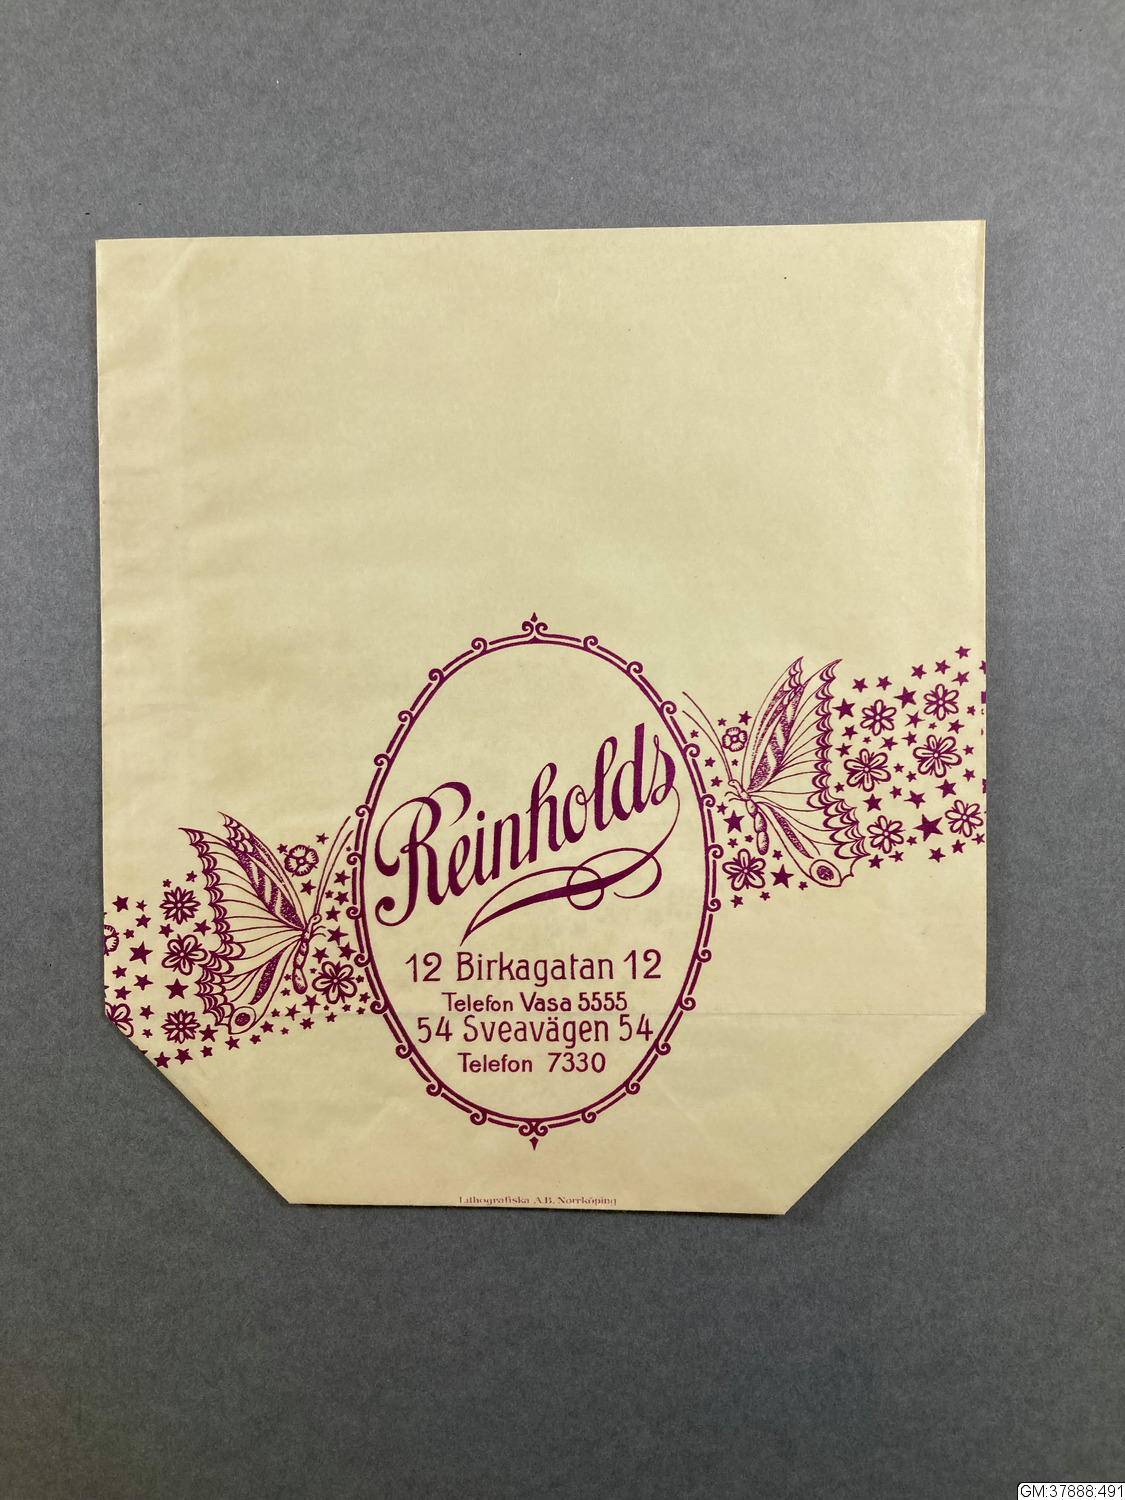 Reinholds
12 Birkagatan 12
Telefon Vasa 5555
54 Sveavägen 54
Telefon 7330
Lithografiska A.B. Norrköping
GM:37888:491